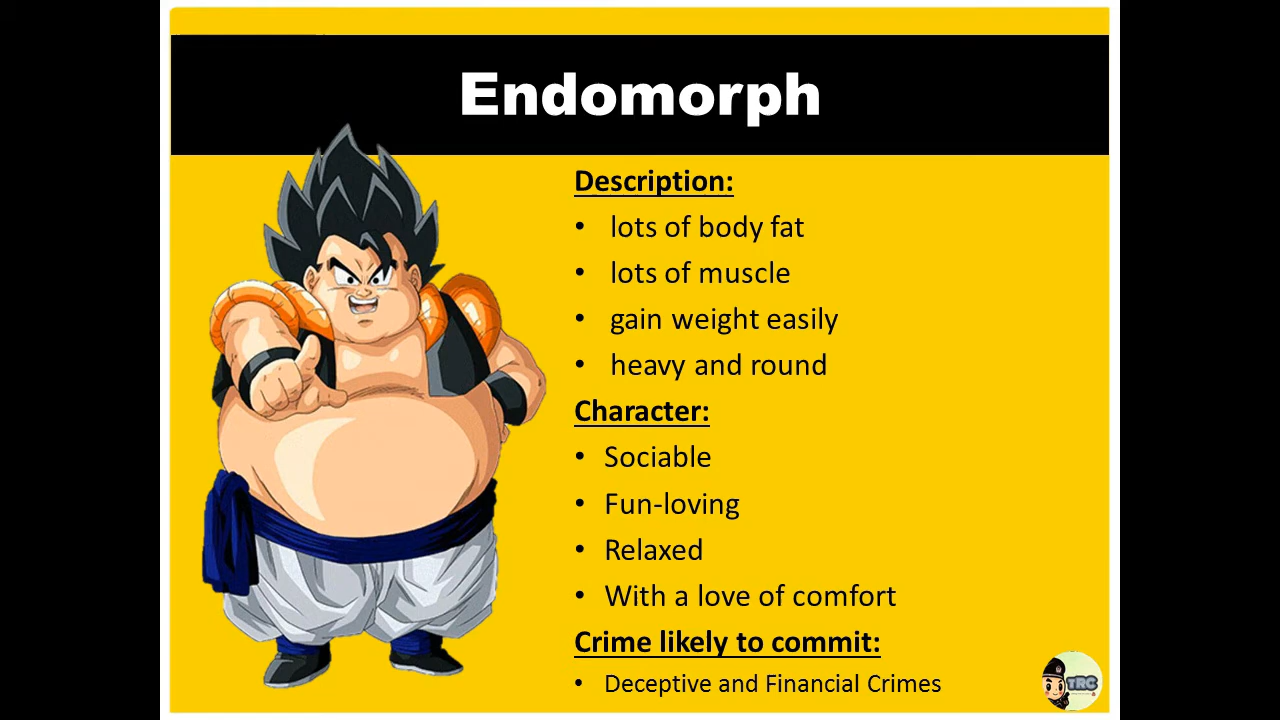 Endomorph
Description:
• lots of body fat
• lots of muscle
• gain weight easily
• heavy and round
Character:
• Sociable
• Fun-loving
• Relaxed
• With a love of comfort
Crime likely to commit:
• Deceptive and Financial Crimes
TRC